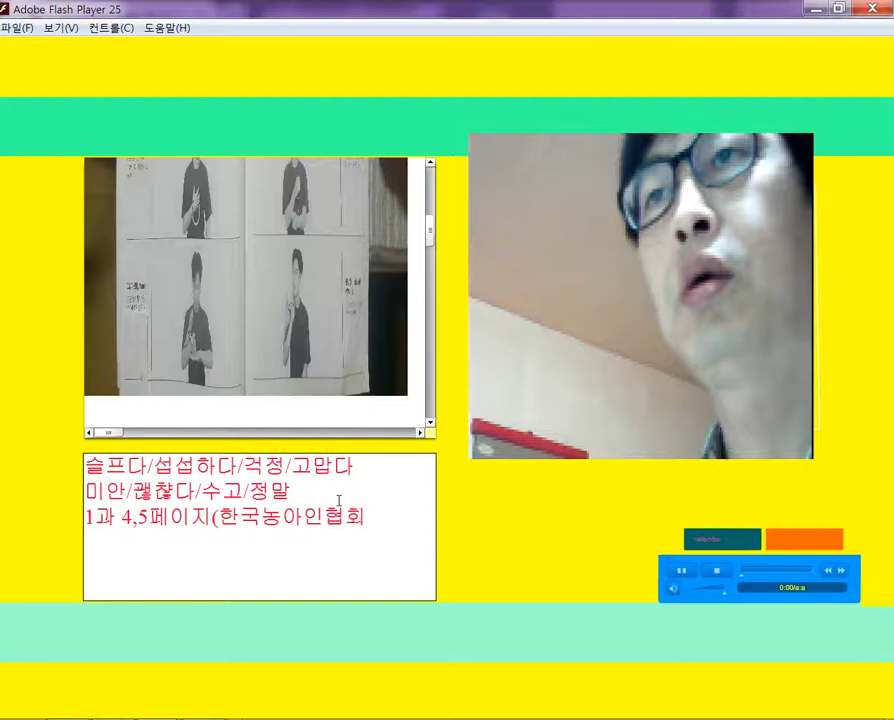 Adobe Flash Player 25
파일(F) 보기(V) 컨트롤(C) 도움말(H)
슬프다/섭섭하다/걱정/고맙다
미안/괜찮다/수고/정말
1과 4,5페이지(한국농아인협회
0:00/a:a